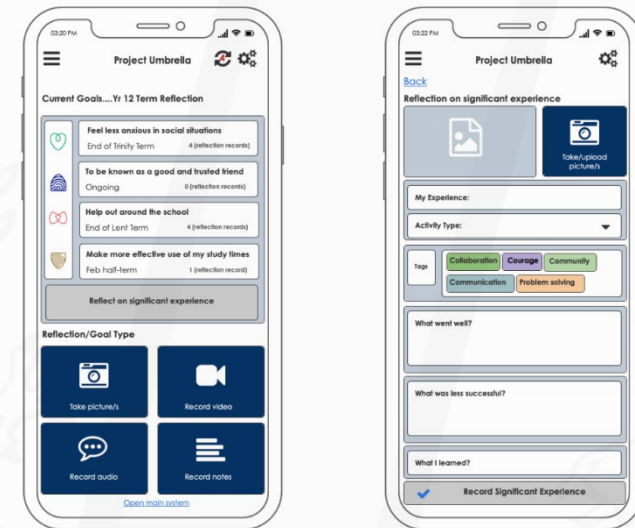 03:20 PM
Project Umbrella
Current Goals....Yr 12 Term Reflection
Feel less anxious in social situations
End of Trinity Term 4 (reflection records)
To be known as a good and trusted friend
Ongoing 0 (reflection records)
Help out around the school
End of Lent Term 4 (reflection records)
Make more effective use of my study times
Feb half-term 1 (reflection record)
Reflect on significant experience
Reflection/Goal Type
Take picture/s Record video
Record audio Record notes
Open main system
03:22 PM
Project Umbrella
Back
Reflection on significant experience
Take/upload
picture/s
My Experience:
Activity Type:
Tags
Collaboration Courage Community
Communication Problem solving
What went well?
What was less successful?
What I learned?
Record Significant Experience